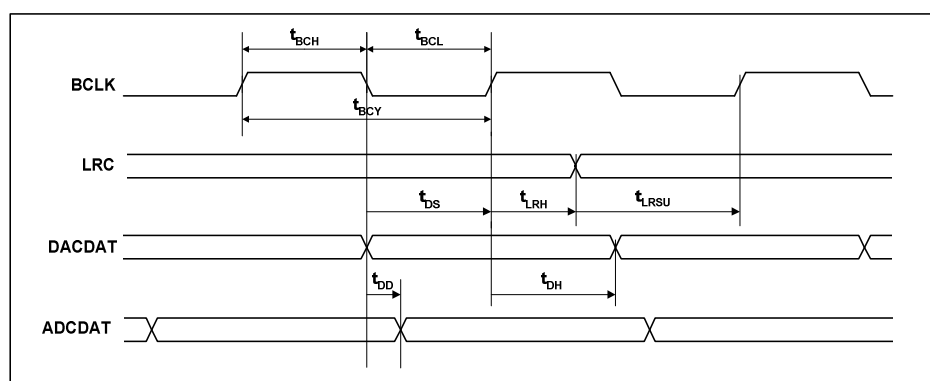 tBCH tBCL
BCLK
tBCY
LRC
tDS tLRH tLRSU
DACDAT
tDD tDH
ADCDAT